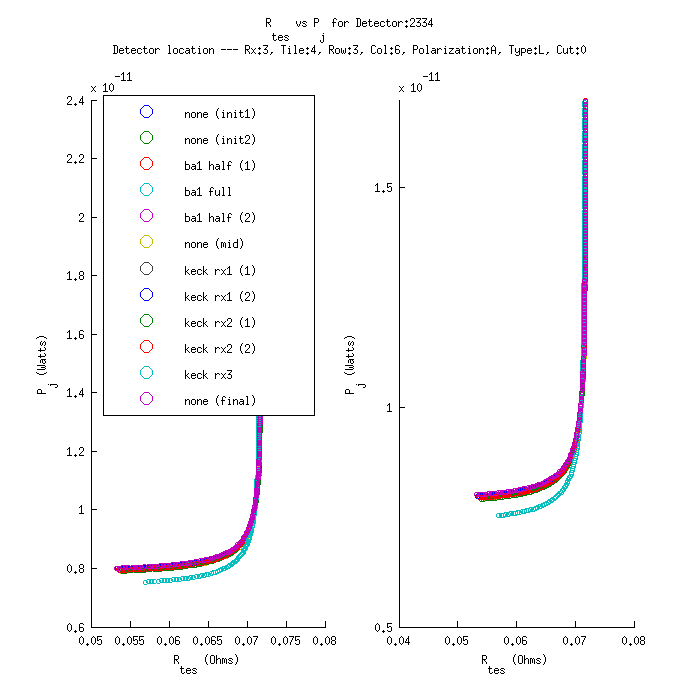 R    vs P  for Detector:2334
tes     j
Detector location --- Rx:3, Tile:4, Row:3, Col:6, Polarization:A, Type:L, Cut:0
x 10 -11
x 10 -11
2.4
2.2
2
1.8
1.6
1.4
1.2
1
0.8
0.6
P j (Watts)
none (init1)
none (init2)
ba1 half (1)
ba1 full
ba1 half (2)
none (mid)
keck rx1 (1)
keck rx1 (2)
keck rx2 (1)
keck rx2 (2)
keck rx3
none (final)
0.05 0.055 0.06 0.065 0.07 0.075 0.08
R tes (Ohms)
1.5
1
0.5
P j (Watts)
0.04 0.05 0.06 0.07 0.08
R tes (Ohms)